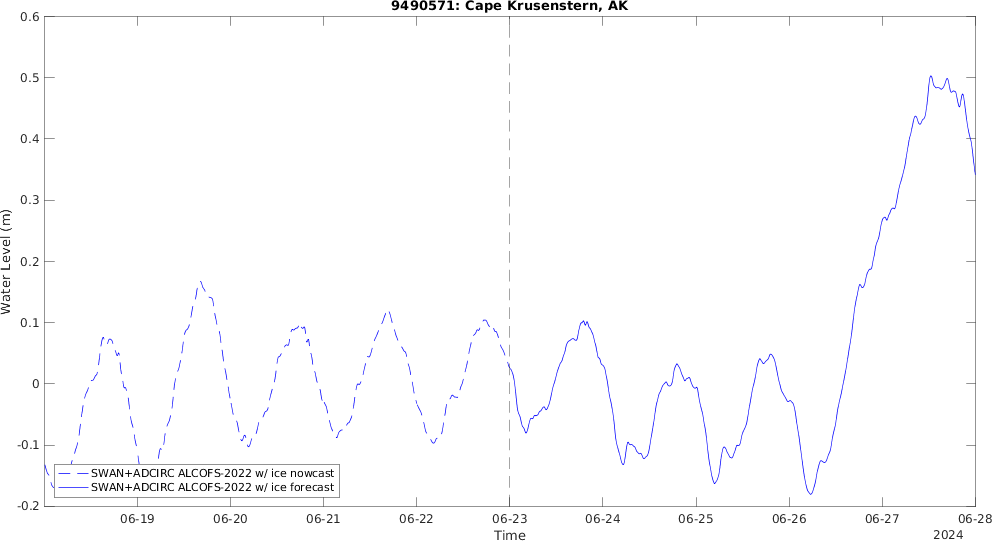 9490571: Cape Krusenstern, AK
0.6
0.5
0.4
0.3
0.2
0.1
0
-0.1
-0.2
Water Level (m)
SWAN+ADCIRC ALCOFS-2022 w/ ice nowcast
SWAN+ADCIRC ALCOFS-2022 w/ ice forecast
06-19 06-20 06-21 06-22 06-23 06-24 06-25 06-26 06-27 06-28
Time
2024